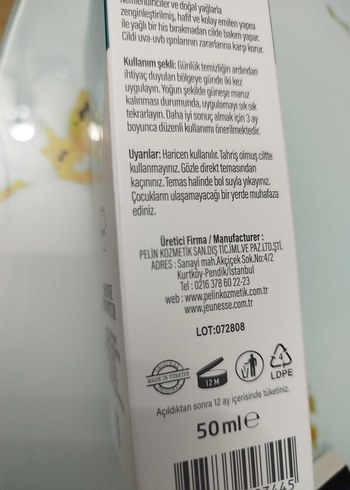 nemlendiriciler ve doğal yağlarla
zenginleştirilmiş, hafif ve kolay emilen yapısı
ile yağlı bir his bırakmadan cilde bakım yapar.
Cildi uva-uvb ışınlarının zararlarına karşı korur.
Kullanım şekli: Günlük temizliğin ardından
ihtiyaç duyulan bölgeye günde iki kez
uygulayın. Yoğun şekilde güneşe maruz
kalınması durumunda, uygulamayı sık sık
tekrarlayın. Daha iyi sonuç almak için 3 ay
boyunca düzenli kullanımı önerilmektedir.
Uyarılar: Haricen kullanılır. Tahriş olmuş ciltte
kullanmayınız. Gözle direkt temasından
kaçınınız. Temas halinde bol suyla yıkayınız.
Çocukların ulaşamayacağı bir yerde muhafaza
ediniz.
Üretici Firma / Manufacturer :
PELİN KOZMETİK SAN.DIŞ TİC.İML.VE PAZ.LTD.ŞTİ.
ADRES : Sanayi mah.Akçiçek Sok.No:4/2
Kurtköy-Pendik/İstanbul
Tel : 0216 378 60 22-23
web : www.pelinkozmetik.com.tr
www.jeunesse.com.tr
LOT:072808
MADE IN TÜRKİYE
12 M
4
LDPE
Açıldıktan sonra 12 ay içerisinde tüketiniz.
50 ml e